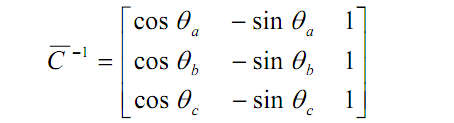 cos θa − sin θa 1
C̅ ⁻¹ = cos θb − sin θb 1
cos θc − sin θc 1